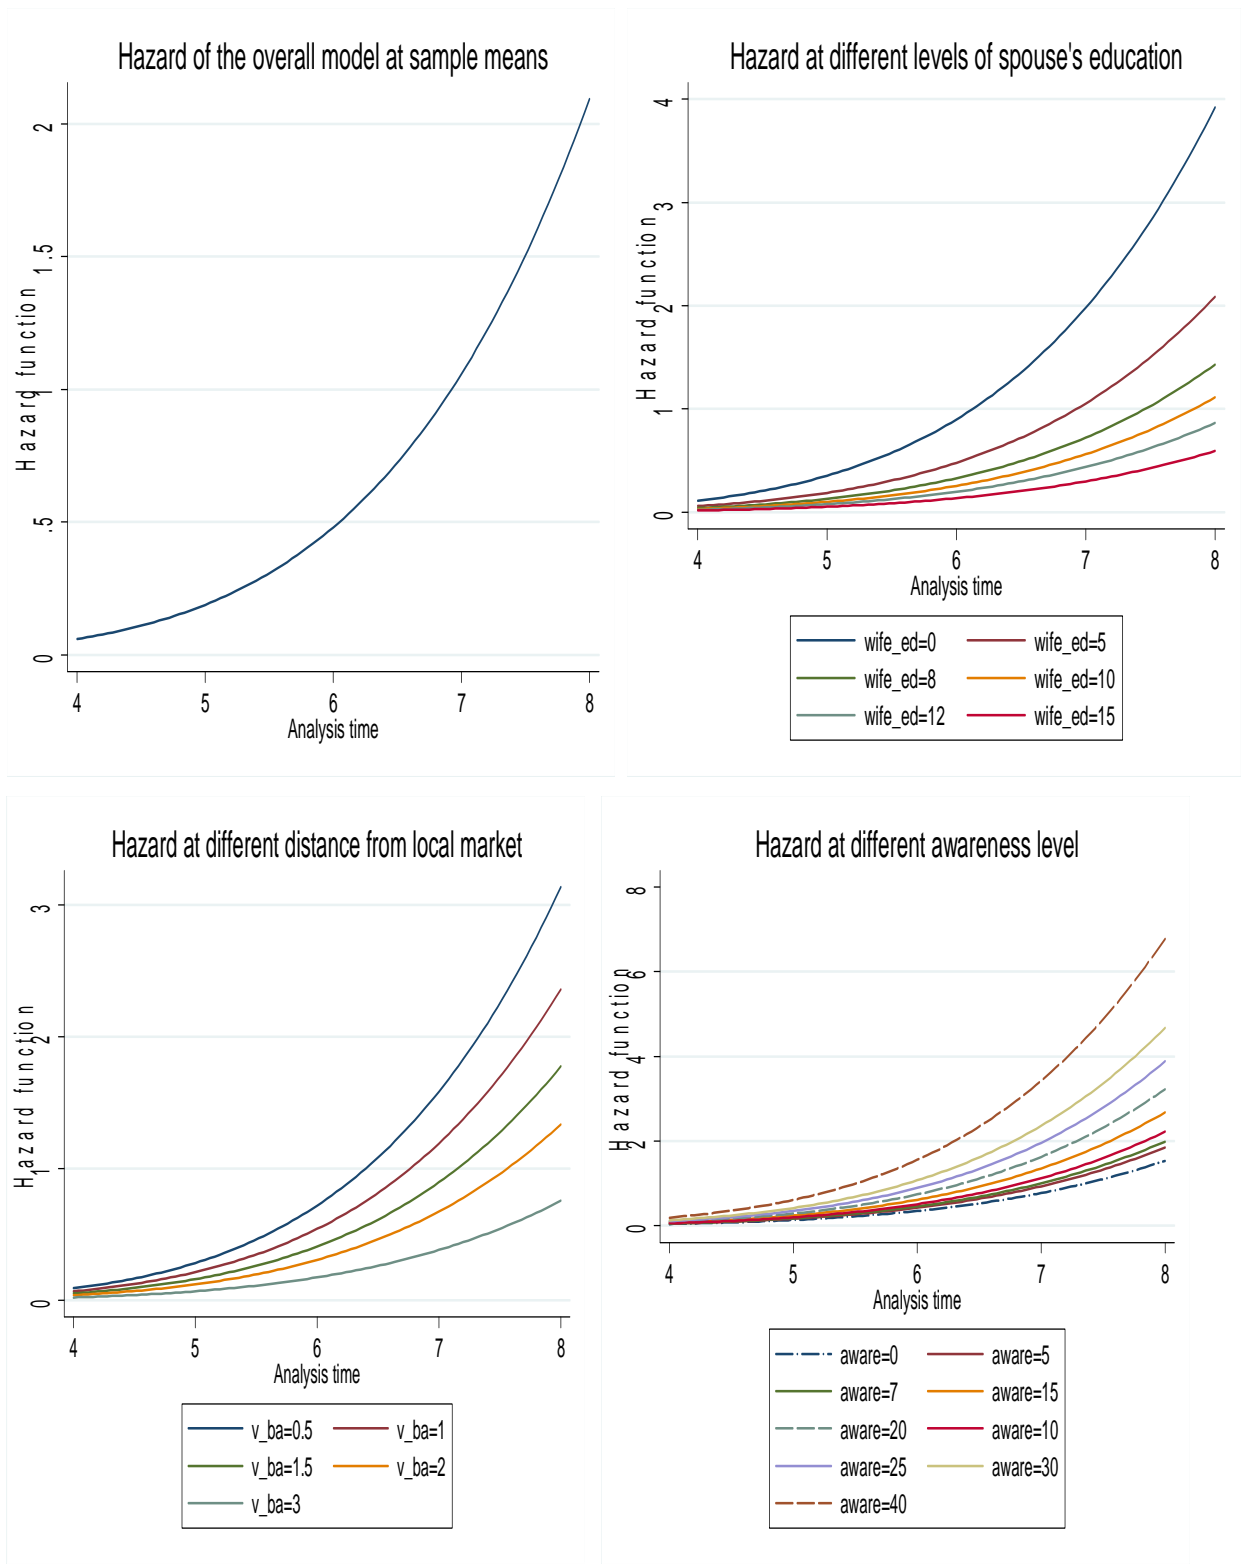 Hazard of the overall model at sample means
Hazard function
2
1.5
1
.5
0
4 5 6 7 8
Analysis time
Hazard at different levels of spouse's education
Hazard function
4
3
2
1
0
4 5 6 7 8
Analysis time
wife_ed=0 wife_ed=5
wife_ed=8 wife_ed=10
wife_ed=12 wife_ed=15
Hazard at different distance from local market
Hazard function
3
2
1
0
4 5 6 7 8
Analysis time
v_ba=0.5 v_ba=1
v_ba=1.5 v_ba=2
v_ba=3
Hazard at different awareness level
Hazard function
8
6
4
2
0
4 5 6 7 8
Analysis time
aware=0 aware=5
aware=7 aware=15
aware=20 aware=10
aware=25 aware=30
aware=40